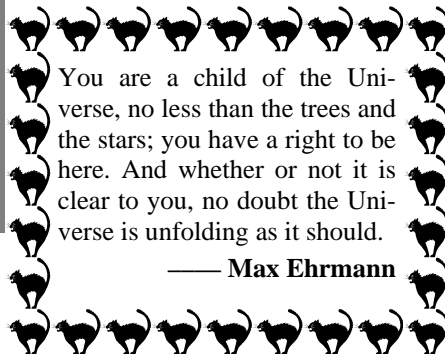 You are a child of the Uni-
verse, no less than the trees and
the stars; you have a right to be
here. And whether or not it is
clear to you, no doubt the Uni-
verse is unfolding as it should.
—— Max Ehrmann